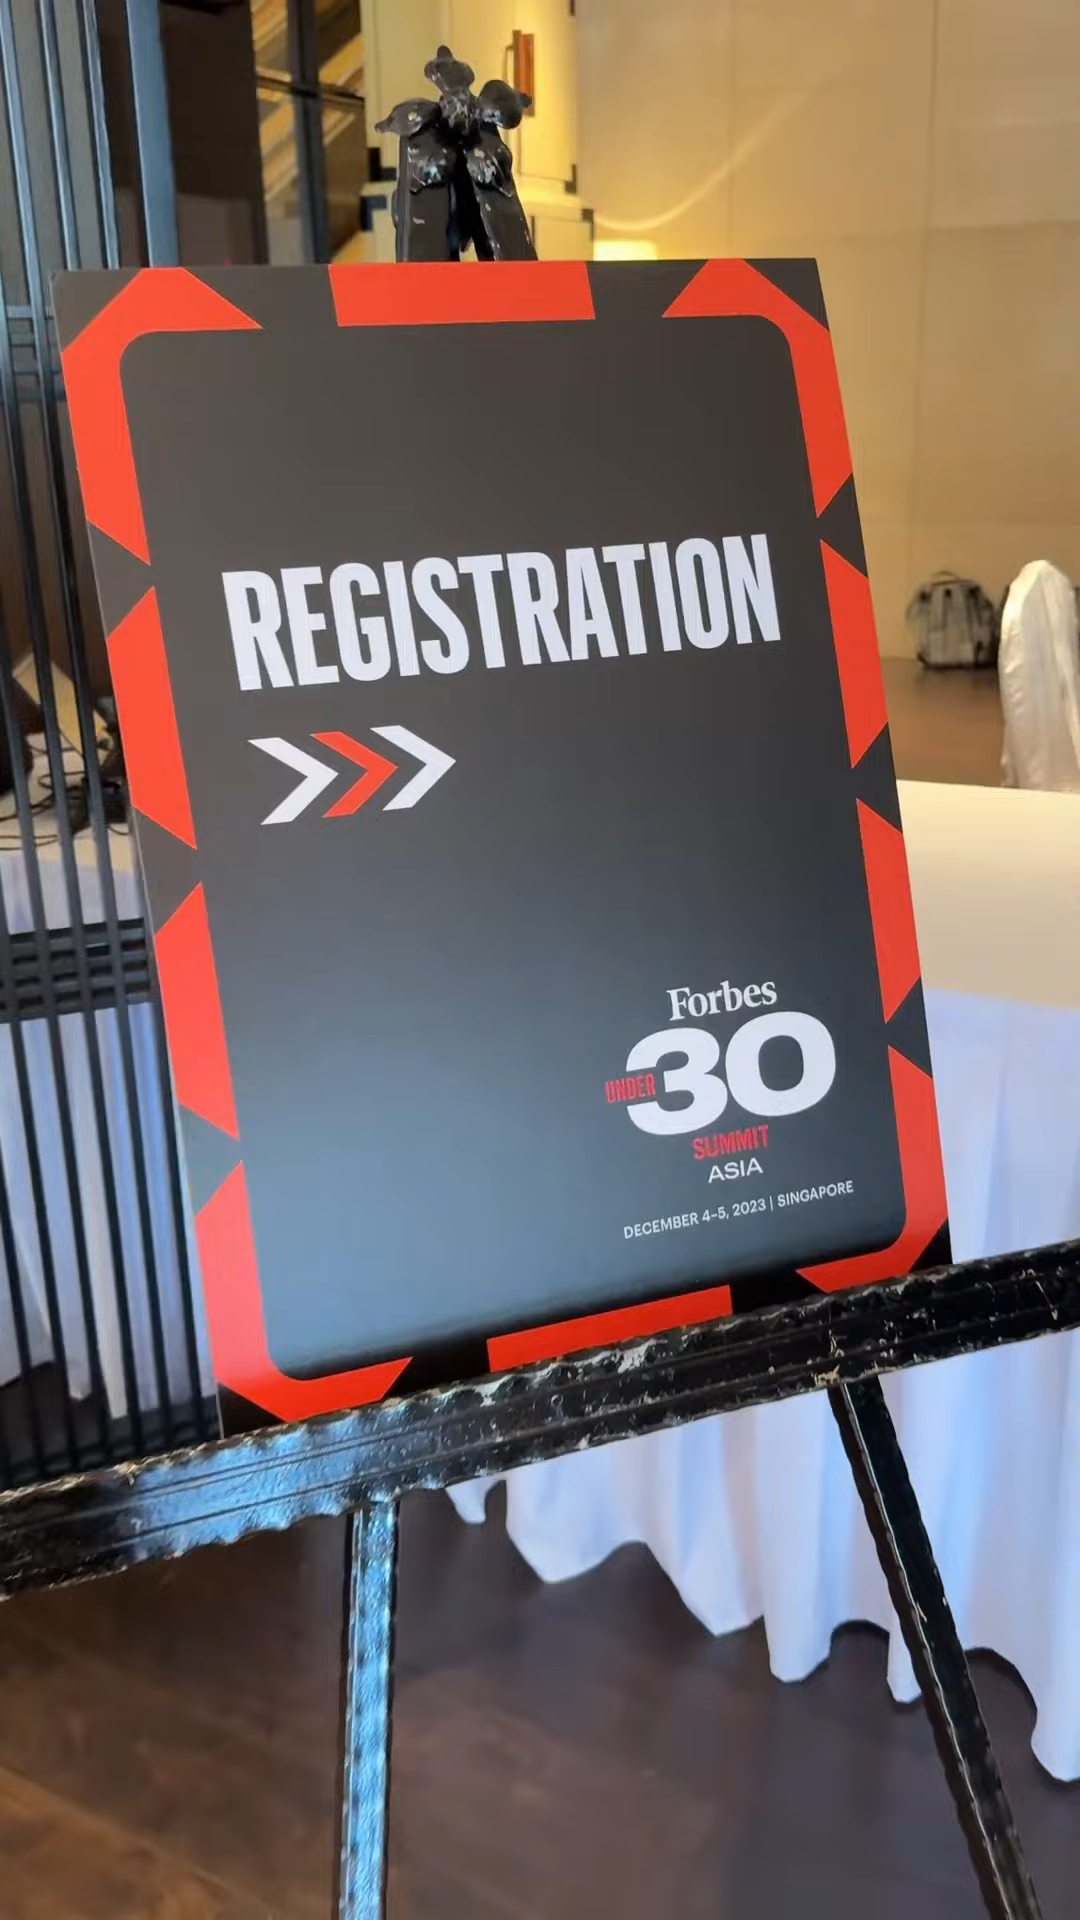 REGISTRATION
Forbes
UNDER 30
SUMMIT
ASIA
DECEMBER 4-5, 2023 | SINGAPORE